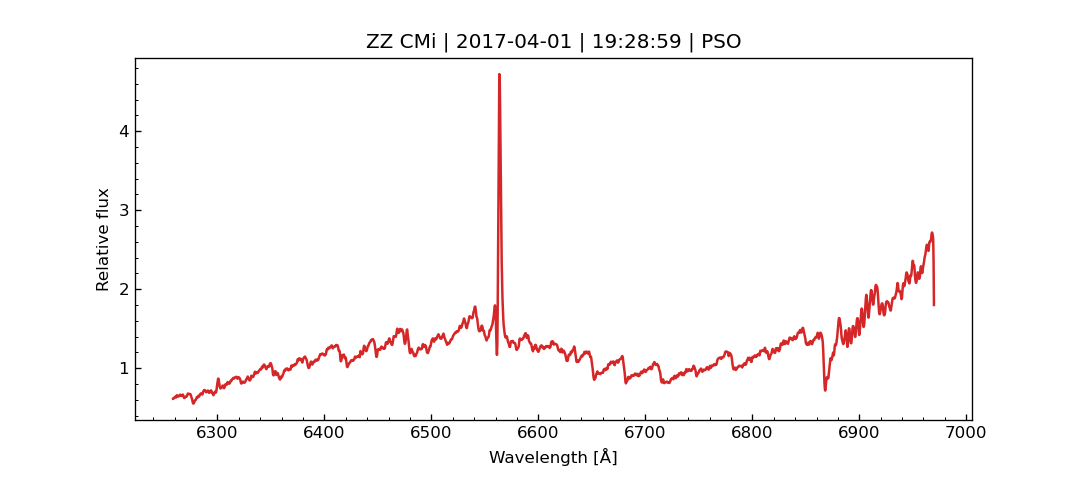 ZZ CMi | 2017-04-01 | 19:28:59 | PSO
4
3
2
1
Relative flux
6300 6400 6500 6600 6700 6800 6900 7000
Wavelength [Å]